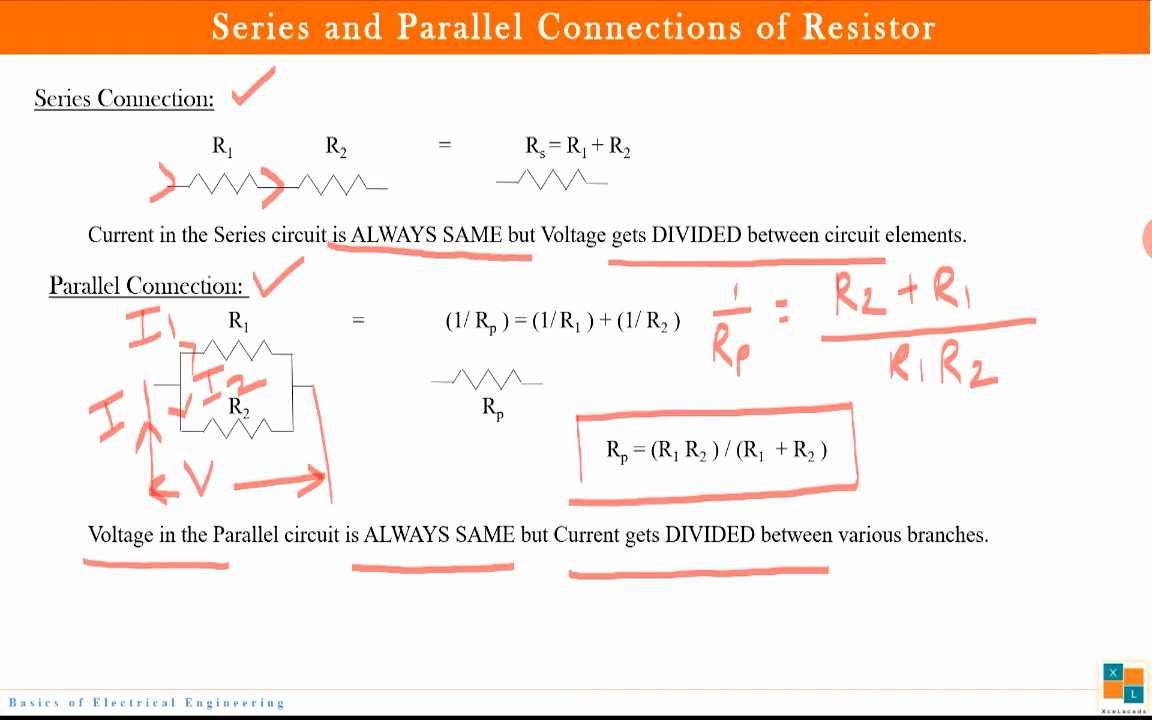 Series and Parallel Connections of Resistor
Series Connection:
R₁ R₂ = Rₛ = R₁ + R₂
Current in the Series circuit is ALWAYS SAME but Voltage gets DIVIDED between circuit elements.
Parallel Connection:
I₁
R₁ = (1/ Rₚ ) = (1/R₁ ) + (1/ R₂ )
1/Rp = R2 + R1 / R1 R2
I2
I
R₂
Rₚ
Rₚ = (R₁ R₂ ) / (R₁ + R₂ )
V
Voltage in the Parallel circuit is ALWAYS SAME but Current gets DIVIDED between various branches.
X
L
XceLacads
Basics of Electrical Engineering